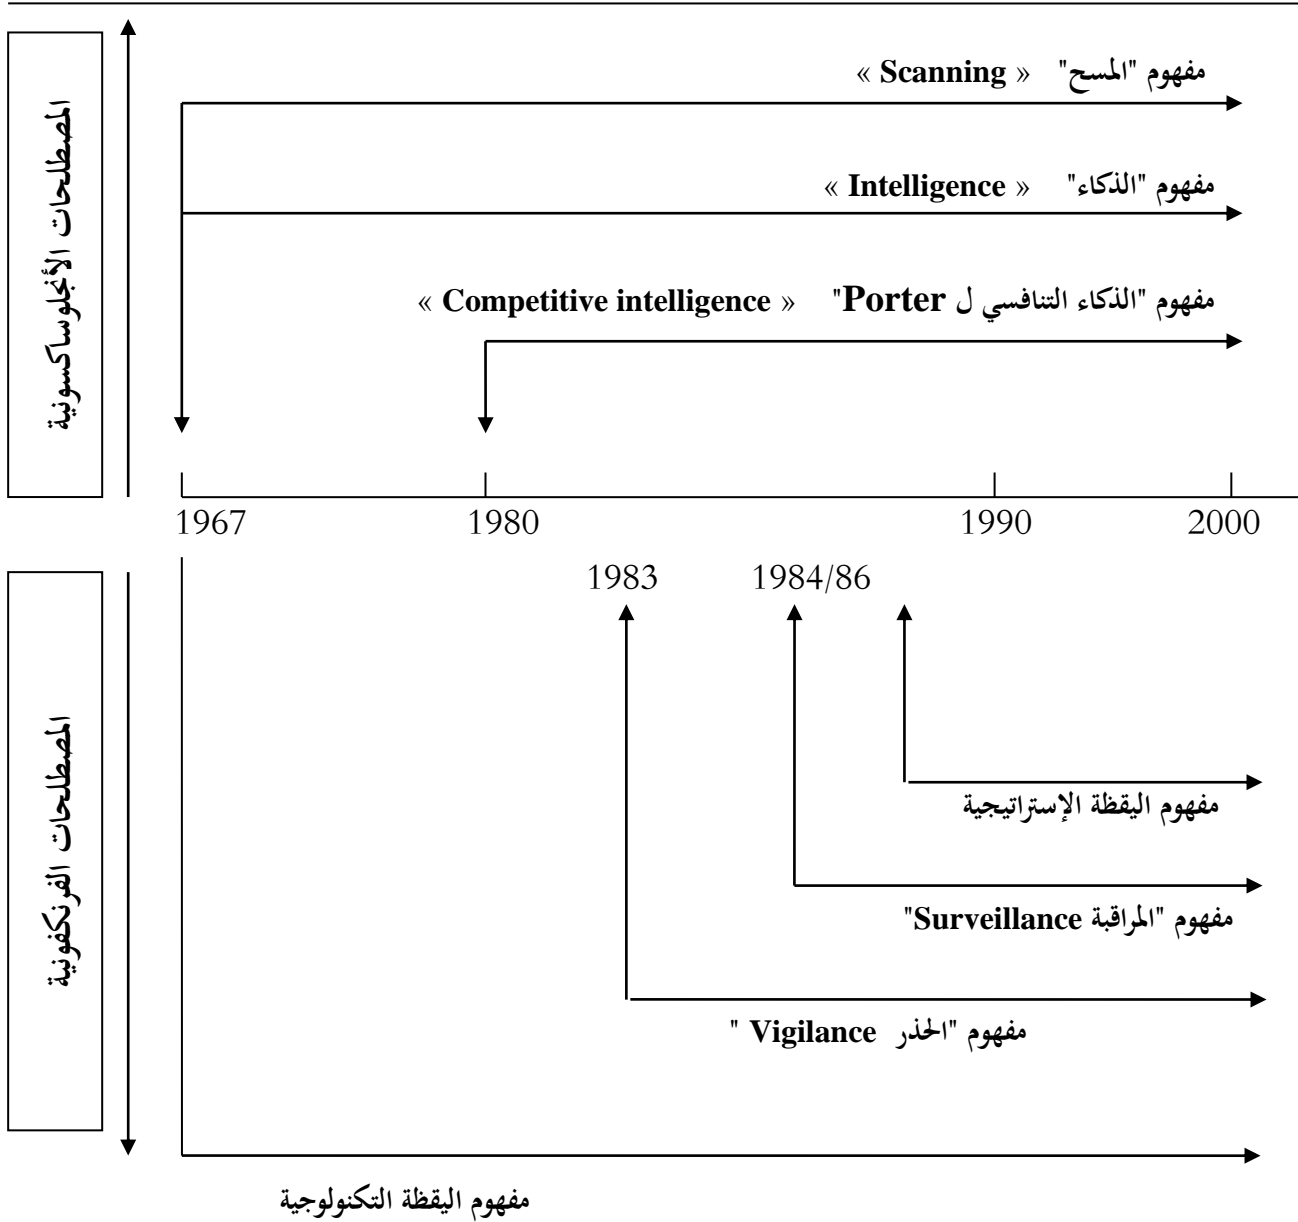 المصطلحات الأنجلوساكسونية
مفهوم "المسح" « Scanning »
مفهوم "الذكاء" « Intelligence »
مفهوم "الذكاء التنافسي ل Porter" « Competitive intelligence »
1967 1980 1990 2000
1983 1984/86
المصطلحات الفرنكفونية
مفهوم اليقظة الإستراتيجية
مفهوم "المراقبة Surveillance"
مفهوم "الحذر Vigilance "
مفهوم اليقظة التكنولوجية